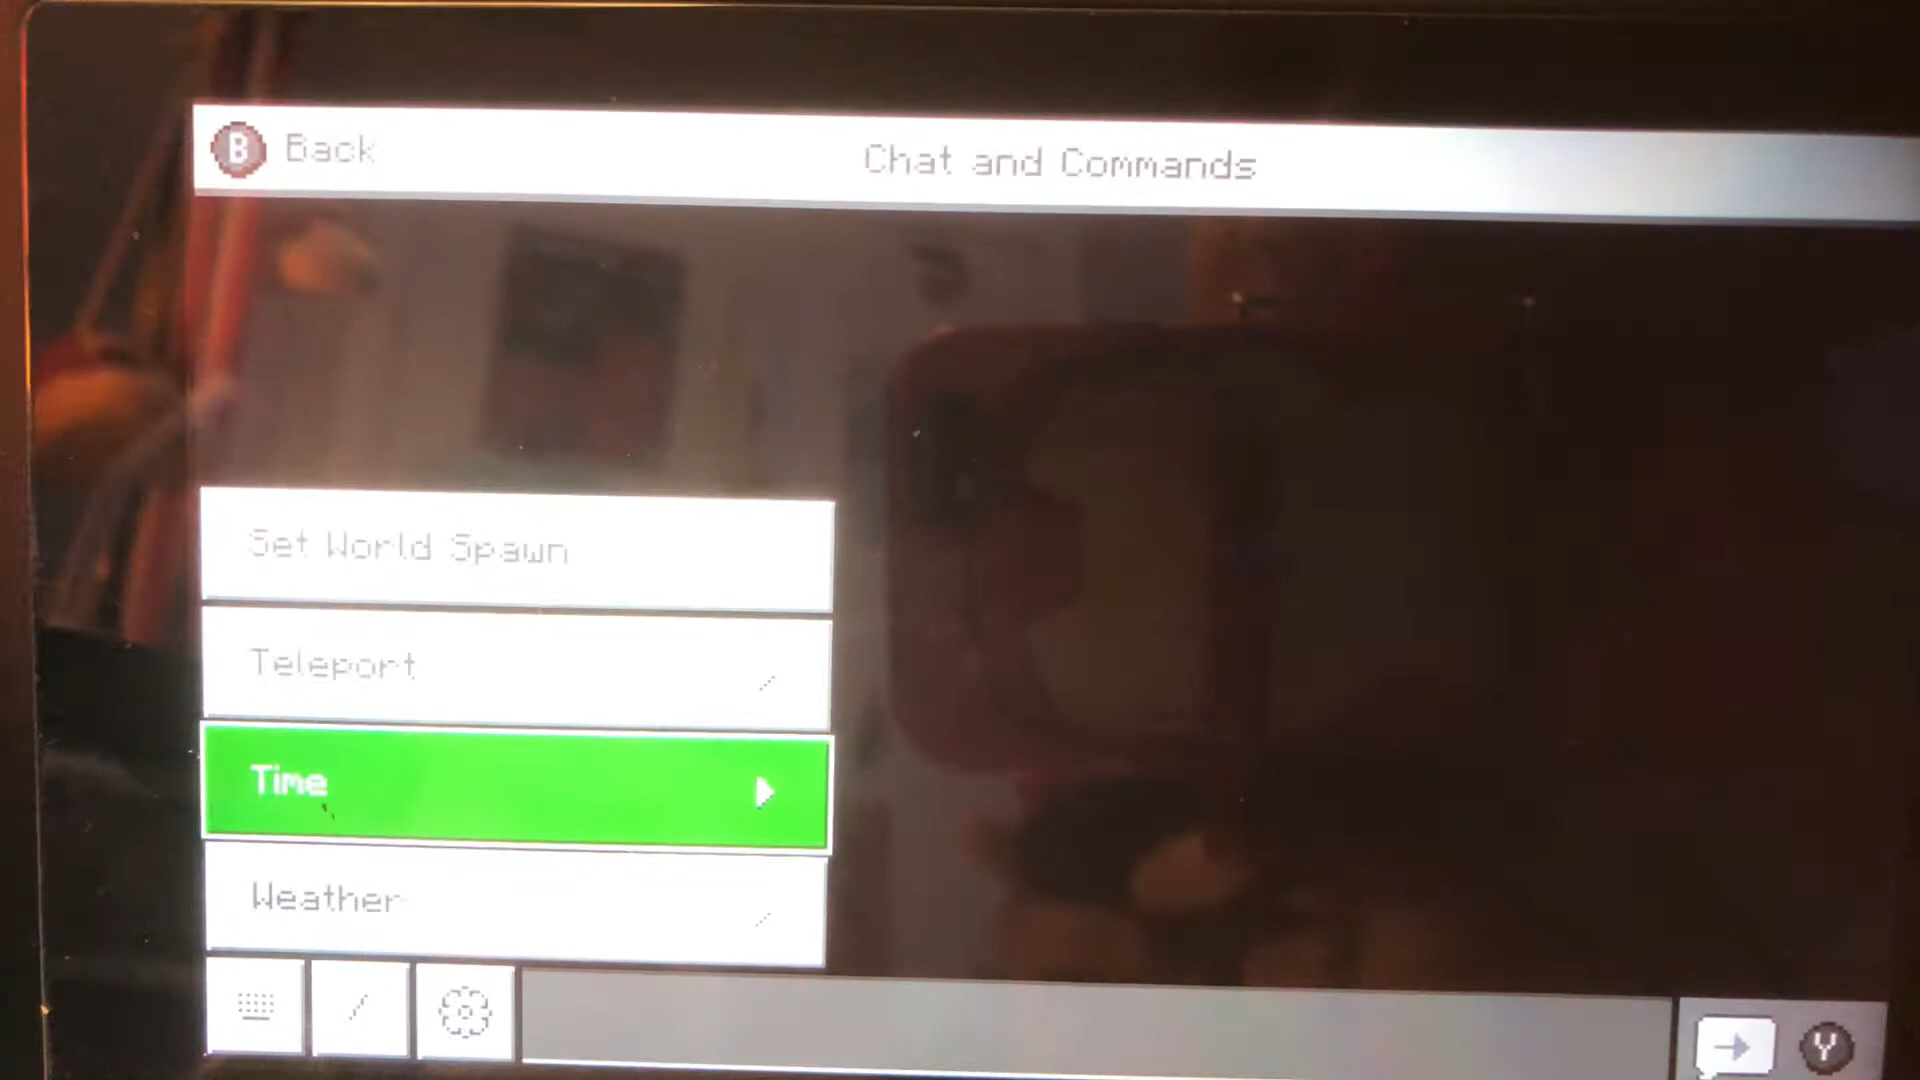 B Back
Chat and Commands
Set World Spawn
Teleport
Time
Weather
Y